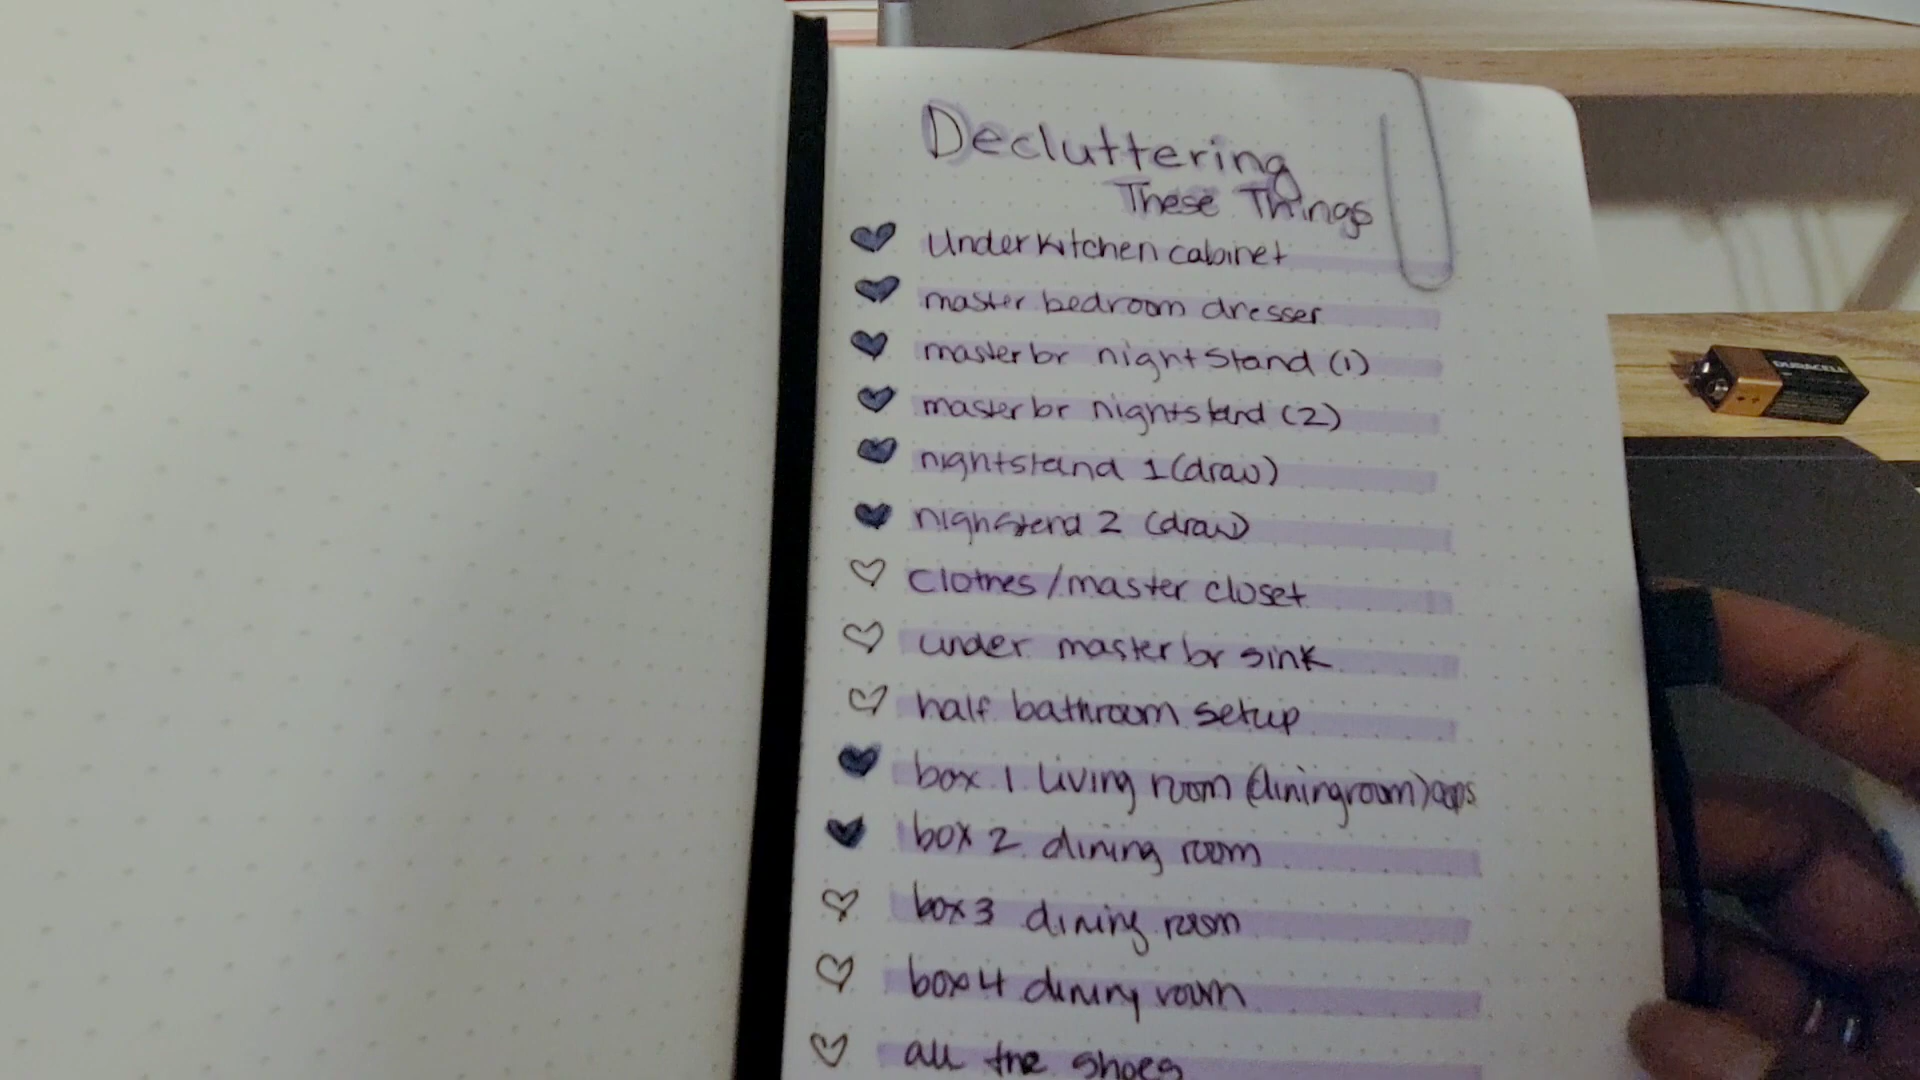 Decluttering
These Things
Under kitchen cabinet
master bedroom dresser
master br nightstand (1)
master br nightstand (2)
nightstand 1 (draw)
nighstend 2 (draw)
Clothes / master closet
under master br sink
half bathroom setup
box 1 living room (diningroom) oops
box 2 dining room
box 3 dining room
box 4 dining room
all the shoes
DURACELL